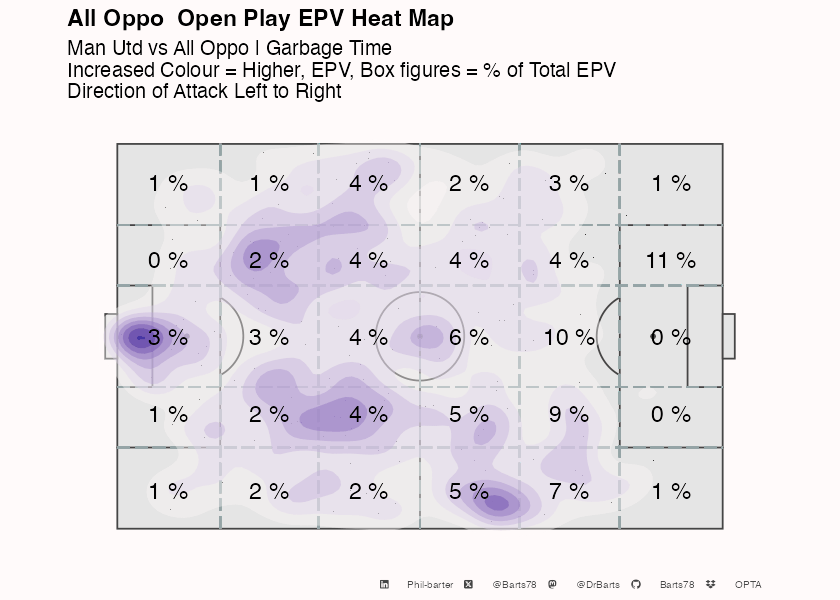 All Oppo  Open Play EPV Heat Map
Man Utd vs All Oppo | Garbage Time
Increased Colour = Higher, EPV, Box figures = % of Total EPV
Direction of Attack Left to Right
1 % 1 % 4 % 2 % 3 % 1 %
0 % 2 % 4 % 4 % 4 % 11 %
3 % 3 % 4 % 6 % 10 % 0 %
1 % 2 % 4 % 5 % 9 % 0 %
1 % 2 % 2 % 5 % 7 % 1 %
Phil-barter @Barts78 @DrBarts Barts78 OPTA